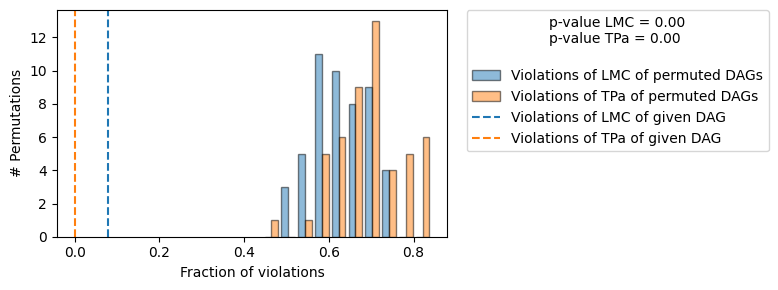 p-value LMC = 0.00
p-value TPa = 0.00
Violations of LMC of permuted DAGs
Violations of TPa of permuted DAGs
Violations of LMC of given DAG
Violations of TPa of given DAG
# Permutations
12
10
8
6
4
2
0
0.0 0.2 0.4 0.6 0.8
Fraction of violations